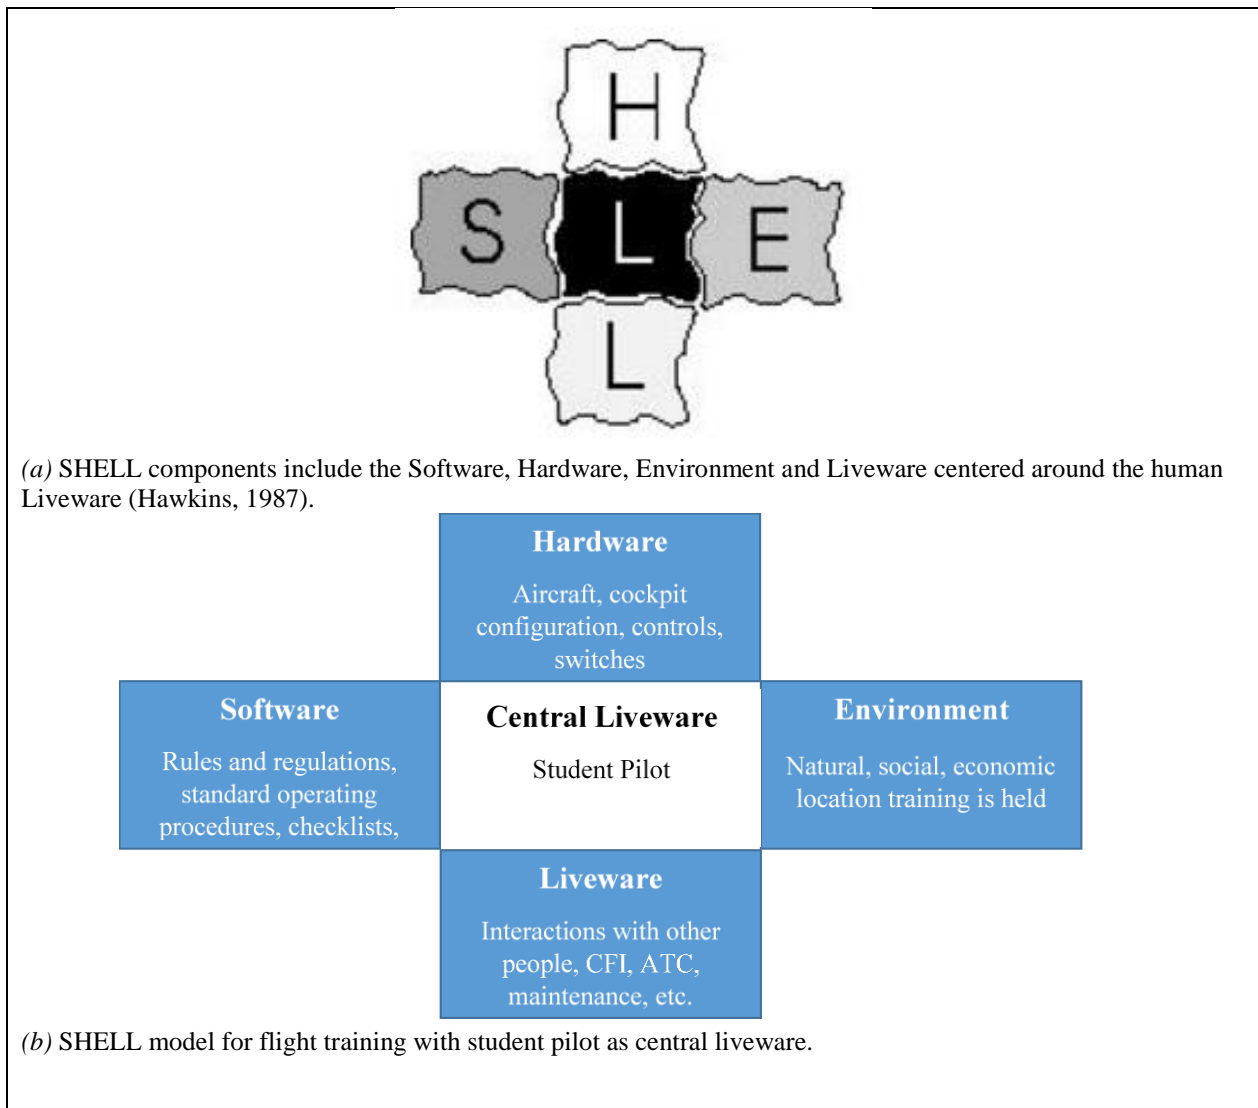 H
S L E
L
(a) SHELL components include the Software, Hardware, Environment and Liveware centered around the human
Liveware (Hawkins, 1987).
Hardware
Aircraft, cockpit
configuration, controls,
switches
Software
Rules and regulations,
standard operating
procedures, checklists,
Central Liveware
Student Pilot
Environment
Natural, social, economic
location training is held
Liveware
Interactions with other
people, CFI, ATC,
maintenance, etc.
(b) SHELL model for flight training with student pilot as central liveware.